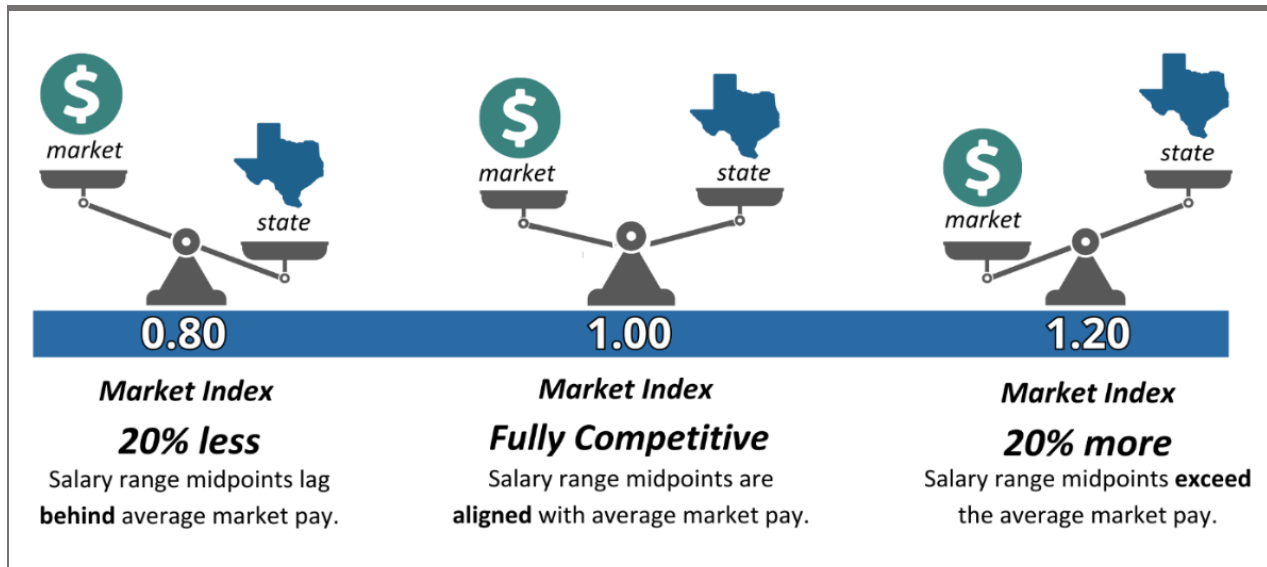 $
market
state
0.80
Market Index
20% less
Salary range midpoints lag
behind average market pay.
$
market
state
1.00
Market Index
Fully Competitive
Salary range midpoints are
aligned with average market pay.
$
market
state
1.20
Market Index
20% more
Salary range midpoints exceed
the average market pay.